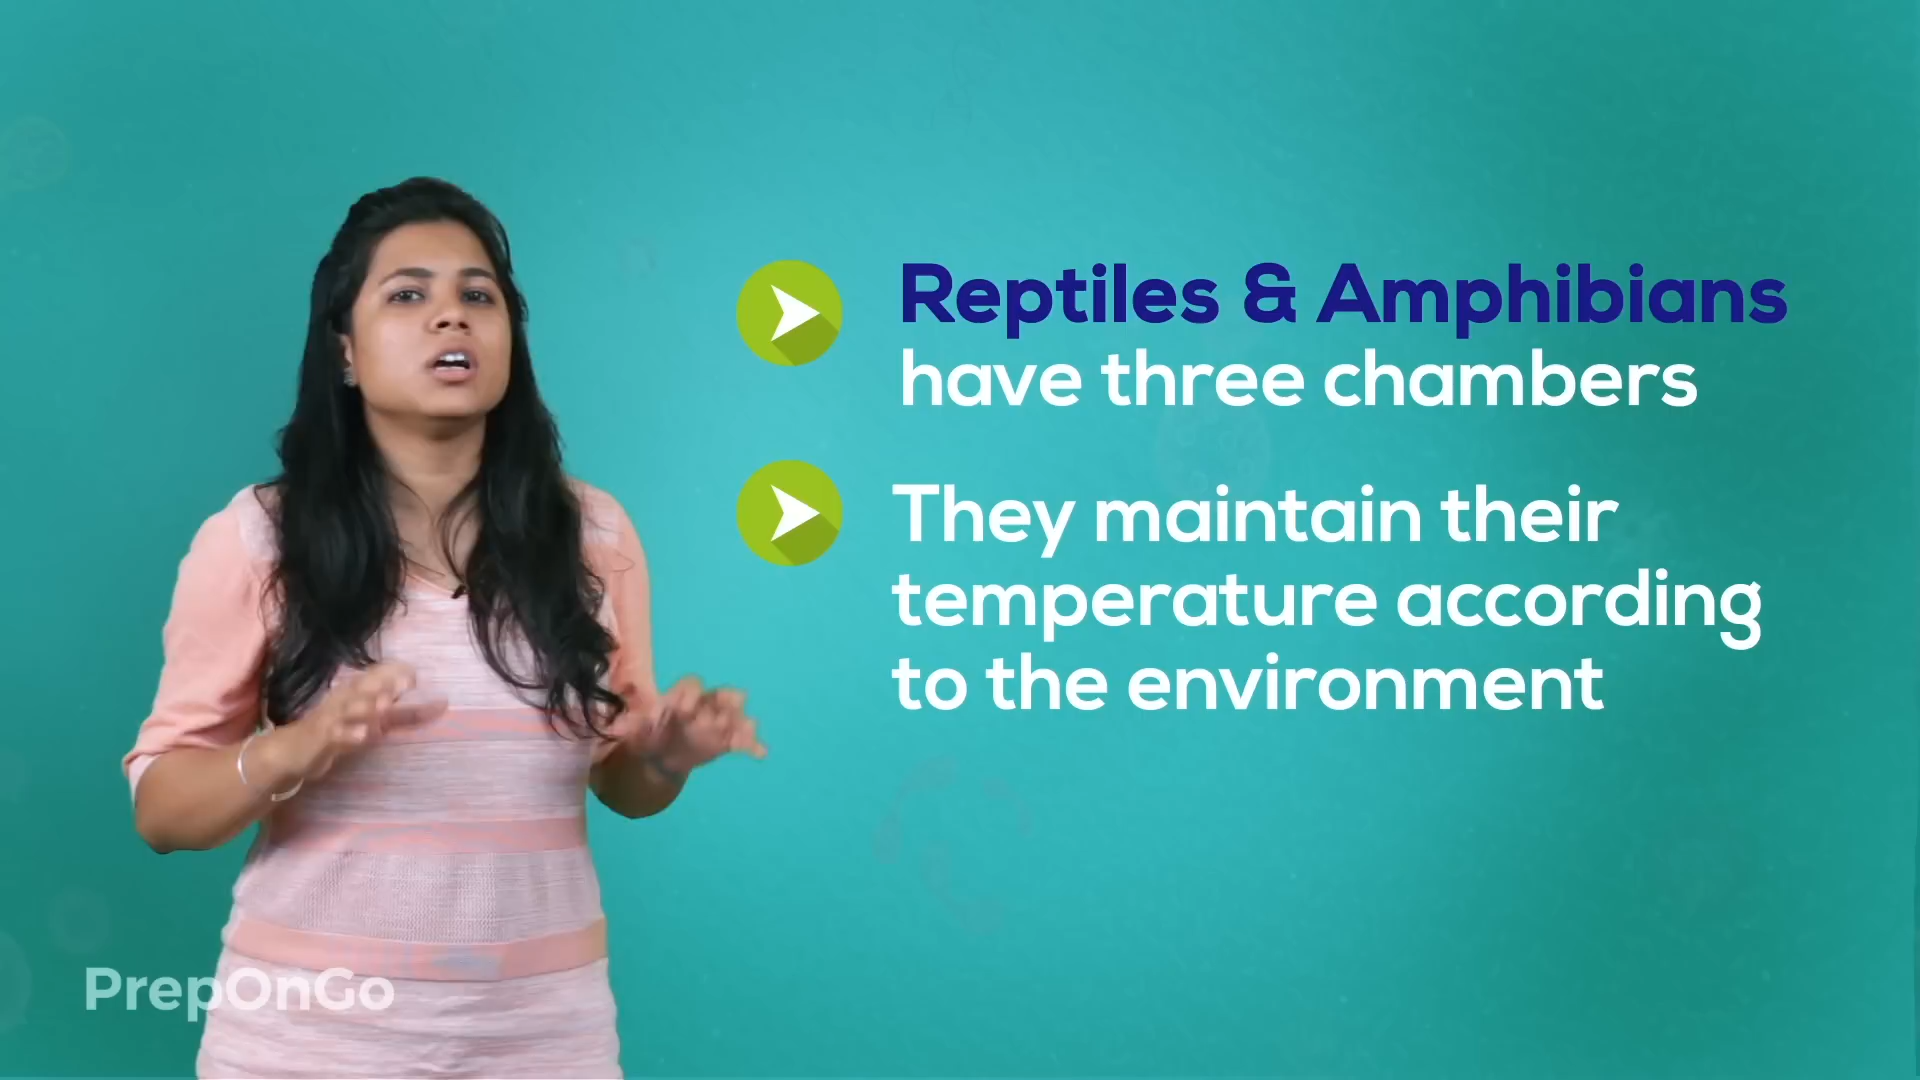 Reptiles & Amphibians
have three chambers
They maintain their
temperature according
to the environment
PrepOnGo